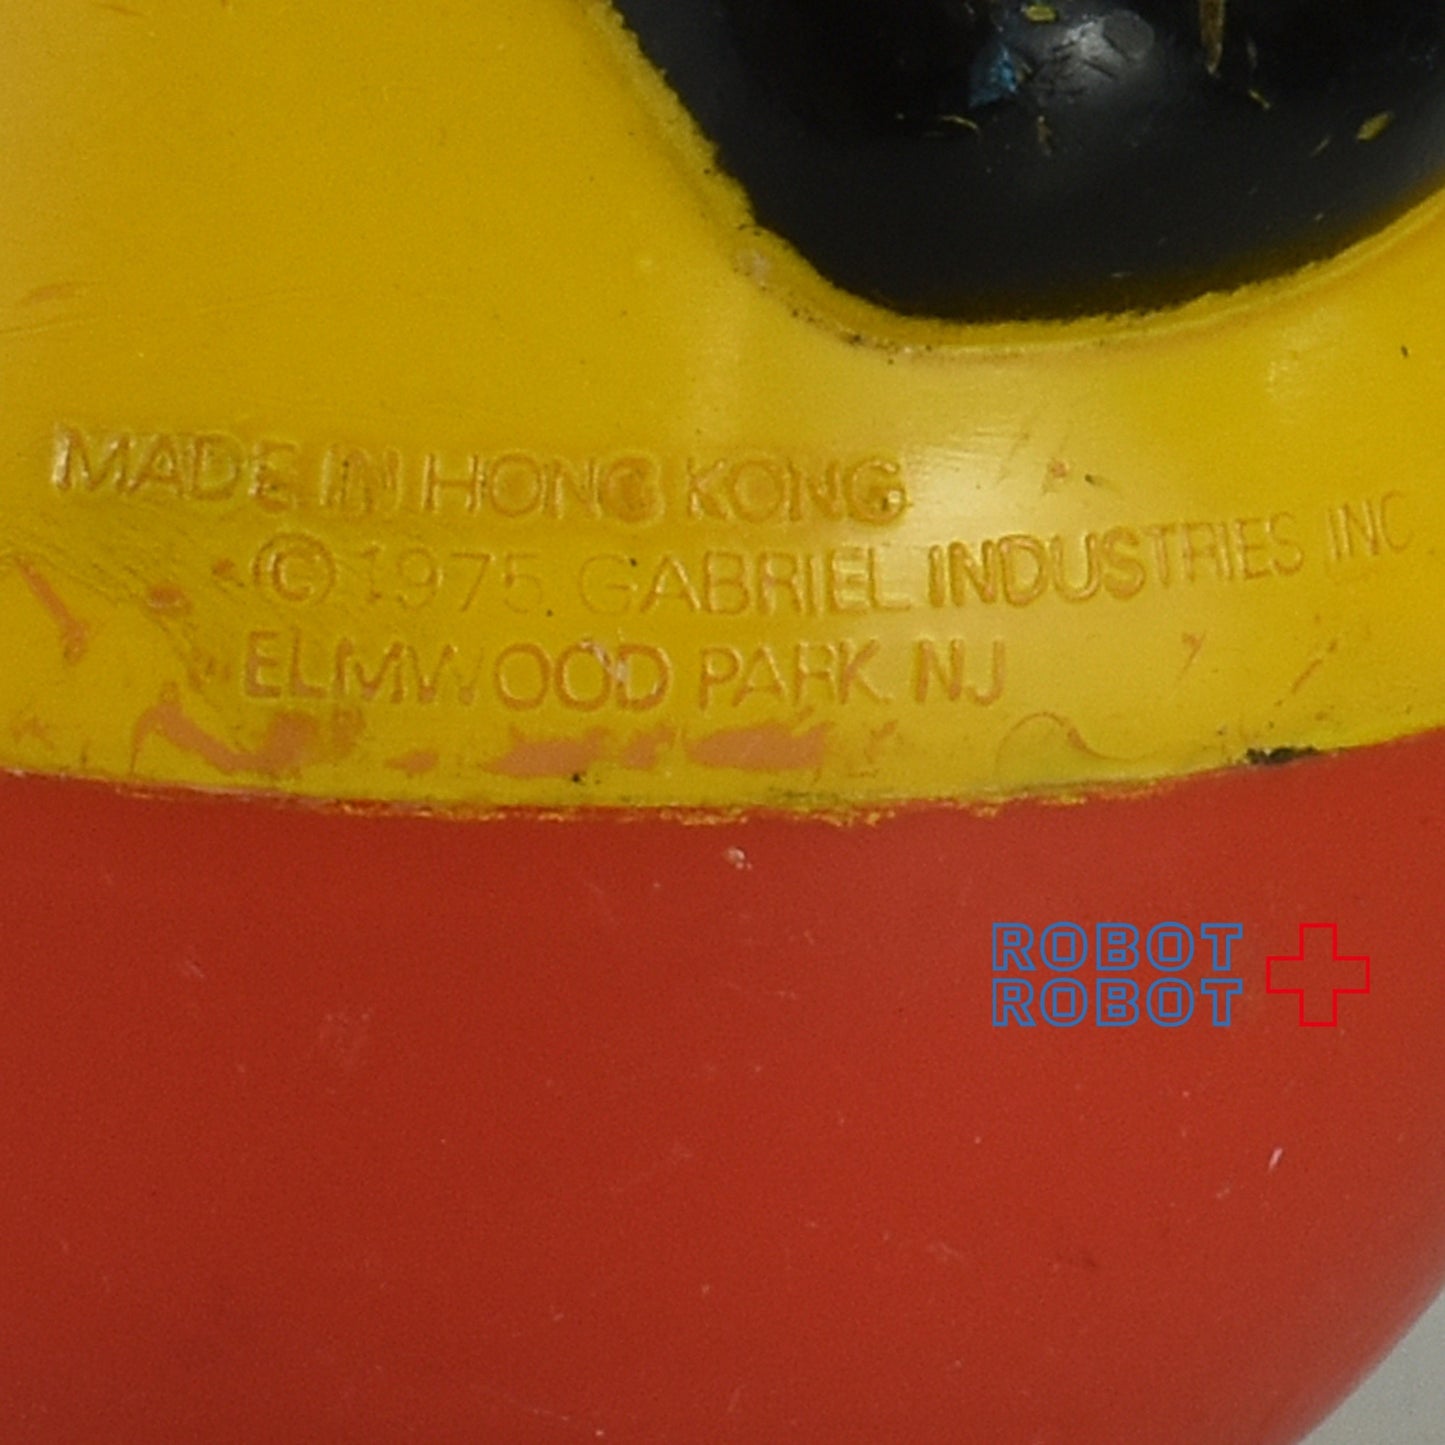 MADE IN HONG KONG
© 1975 GABRIEL INDUSTRIES INC.
ELMWOOD PARK NJ
ROBOT
ROBOT